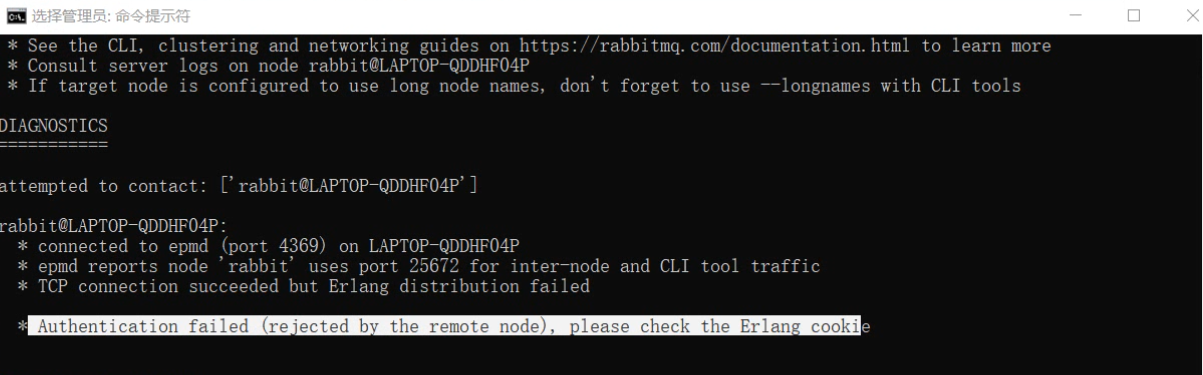 选择管理员: 命令提示符
* See the CLI, clustering and networking guides on https://rabbitmq.com/documentation.html to learn more
* Consult server logs on node rabbit@LAPTOP-QDDHF04P
* If target node is configured to use long node names, don't forget to use --longnames with CLI tools
DIAGNOSTICS
===========
attempted to contact: ['rabbit@LAPTOP-QDDHF04P']
rabbit@LAPTOP-QDDHF04P:
* connected to epmd (port 4369) on LAPTOP-QDDHF04P
* epmd reports node 'rabbit' uses port 25672 for inter-node and CLI tool traffic
* TCP connection succeeded but Erlang distribution failed
* Authentication failed (rejected by the remote node), please check the Erlang cookie